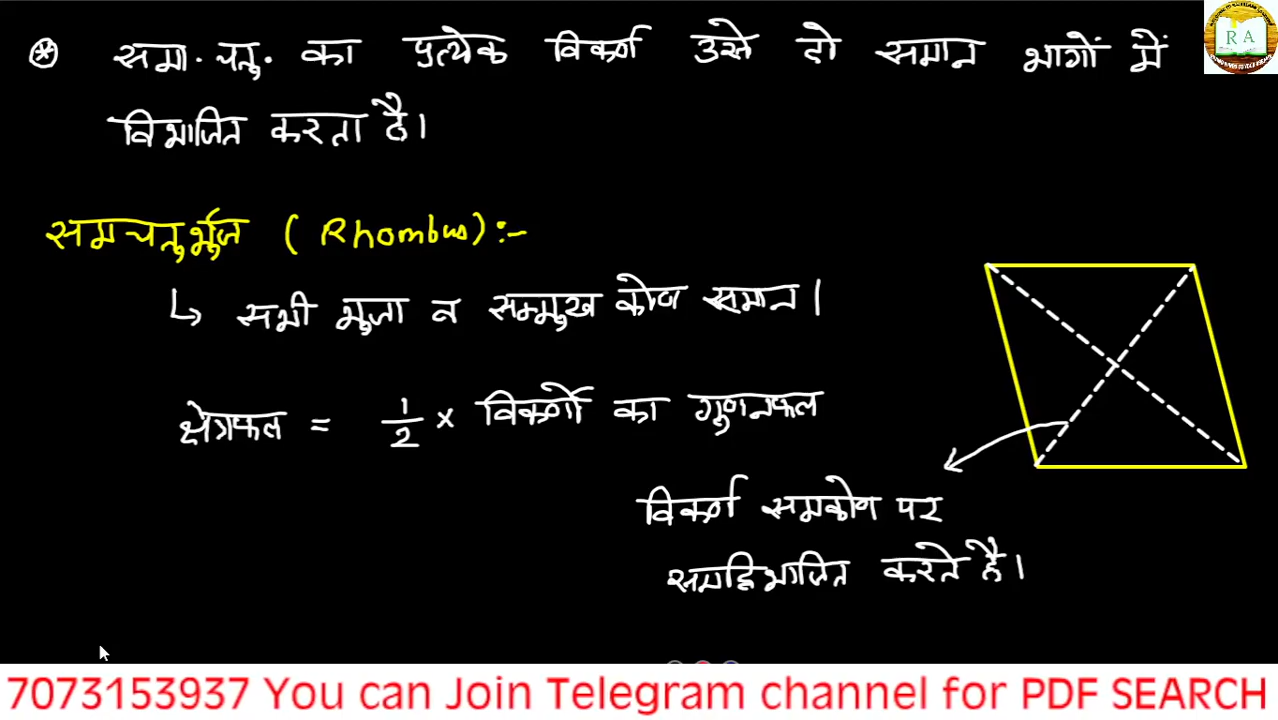 * समा. चतु. का प्रत्येक विकर्ण उसे दो समान भागों में
विभाजित करता है।
समचतुर्भुज ( Rhombus) :-
↳ सभी भुजा व सम्मुख कोण समान।
क्षेत्रफल = 1/2 × विकर्णो का गुणनफल
विकर्ण समकोण पर
समद्विभाजित करते है।
RA
7073153937 You can Join Telegram channel for PDF SEARCH